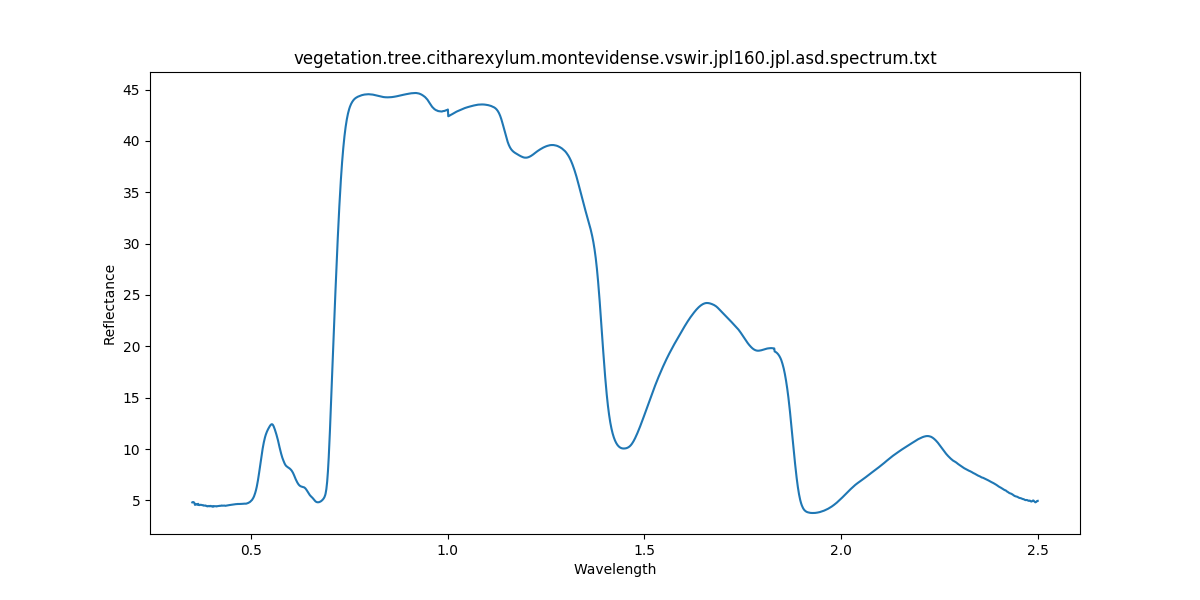 vegetation.tree.citharexylum.montevidense.vswir.jpl160.jpl.asd.spectrum.txt
45
40
35
30
25
20
15
10
5
Reflectance
0.5 1.0 1.5 2.0 2.5
Wavelength